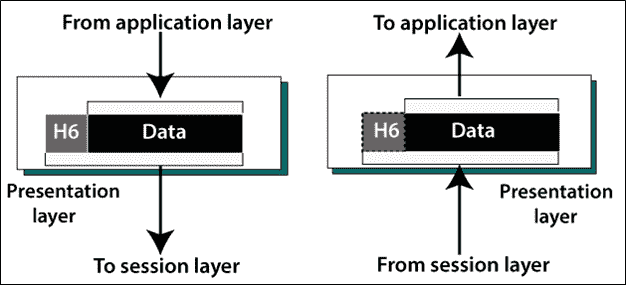 From application layer
To application layer
H6 Data
H6 Data
Presentation
layer
Presentation
layer
To session layer
From session layer